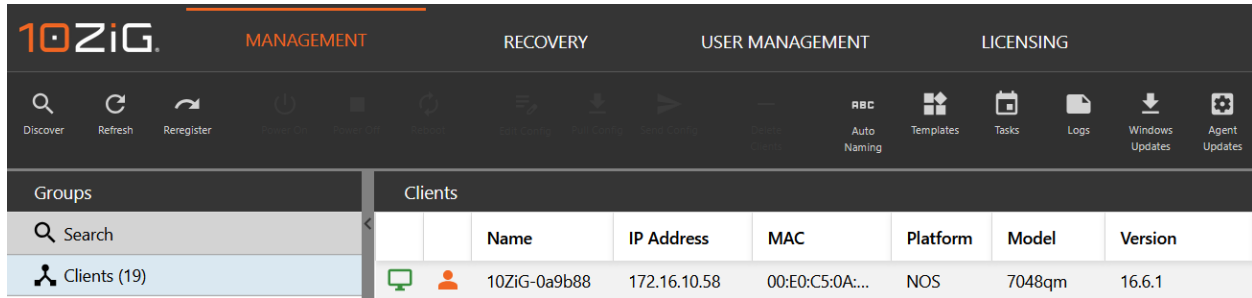 10ZiG.
MANAGEMENT RECOVERY USER MANAGEMENT LICENSING
Discover Refresh Reregister Power On Power Off Reboot Edit Config Pull Config Send Config Delete Clients ABC Auto Naming Templates Tasks Logs Windows Updates Agent Updates
Groups
Search
Clients (19)
Clients
Name IP Address MAC Platform Model Version
10ZiG-0a9b88 172.16.10.58 00:E0:C5:0A:... NOS 7048qm 16.6.1